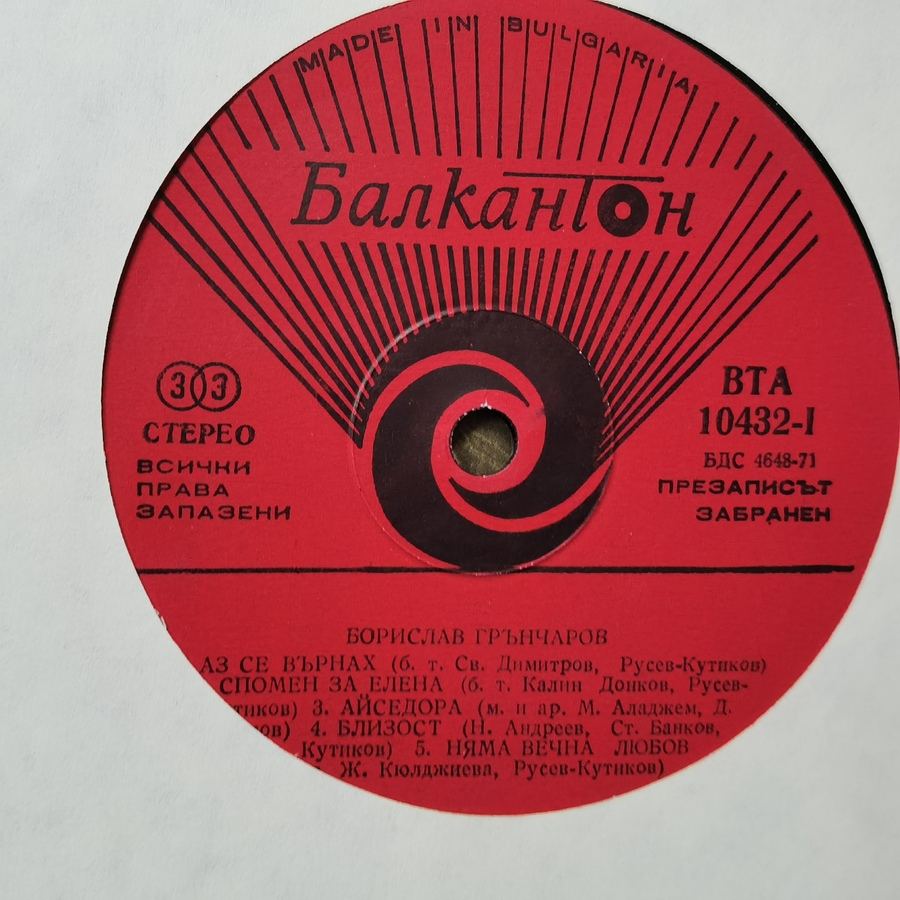 MADE IN BULGARIA
Балкантон
33
СТЕРЕО
ВСИЧКИ
ПРАВА
ЗАПАЗЕНИ
ВТА
10432-I
БДС 4648-71
ПРЕЗАПИСЪТ
ЗАБРАНЕН
БОРИСЛАВ ГРЪНЧАРОВ
АЗ СЕ ВЪРНАХ (б. т. Св. Димитров, Русев-Кутиков)
СПОМЕН ЗА ЕЛЕНА (б. т. Калин Донков, Русев-
тиков) 3. АЙСЕДОРА (м. и ар. М. Аладжем, Д.
ов) 4. БЛИЗОСТ (Н. Андреев, Ст. Банков,
Кутиков) 5. НЯМА ВЕЧНА ЛЮБОВ
Ж. Кюлджиева, Русев-Кутиков)